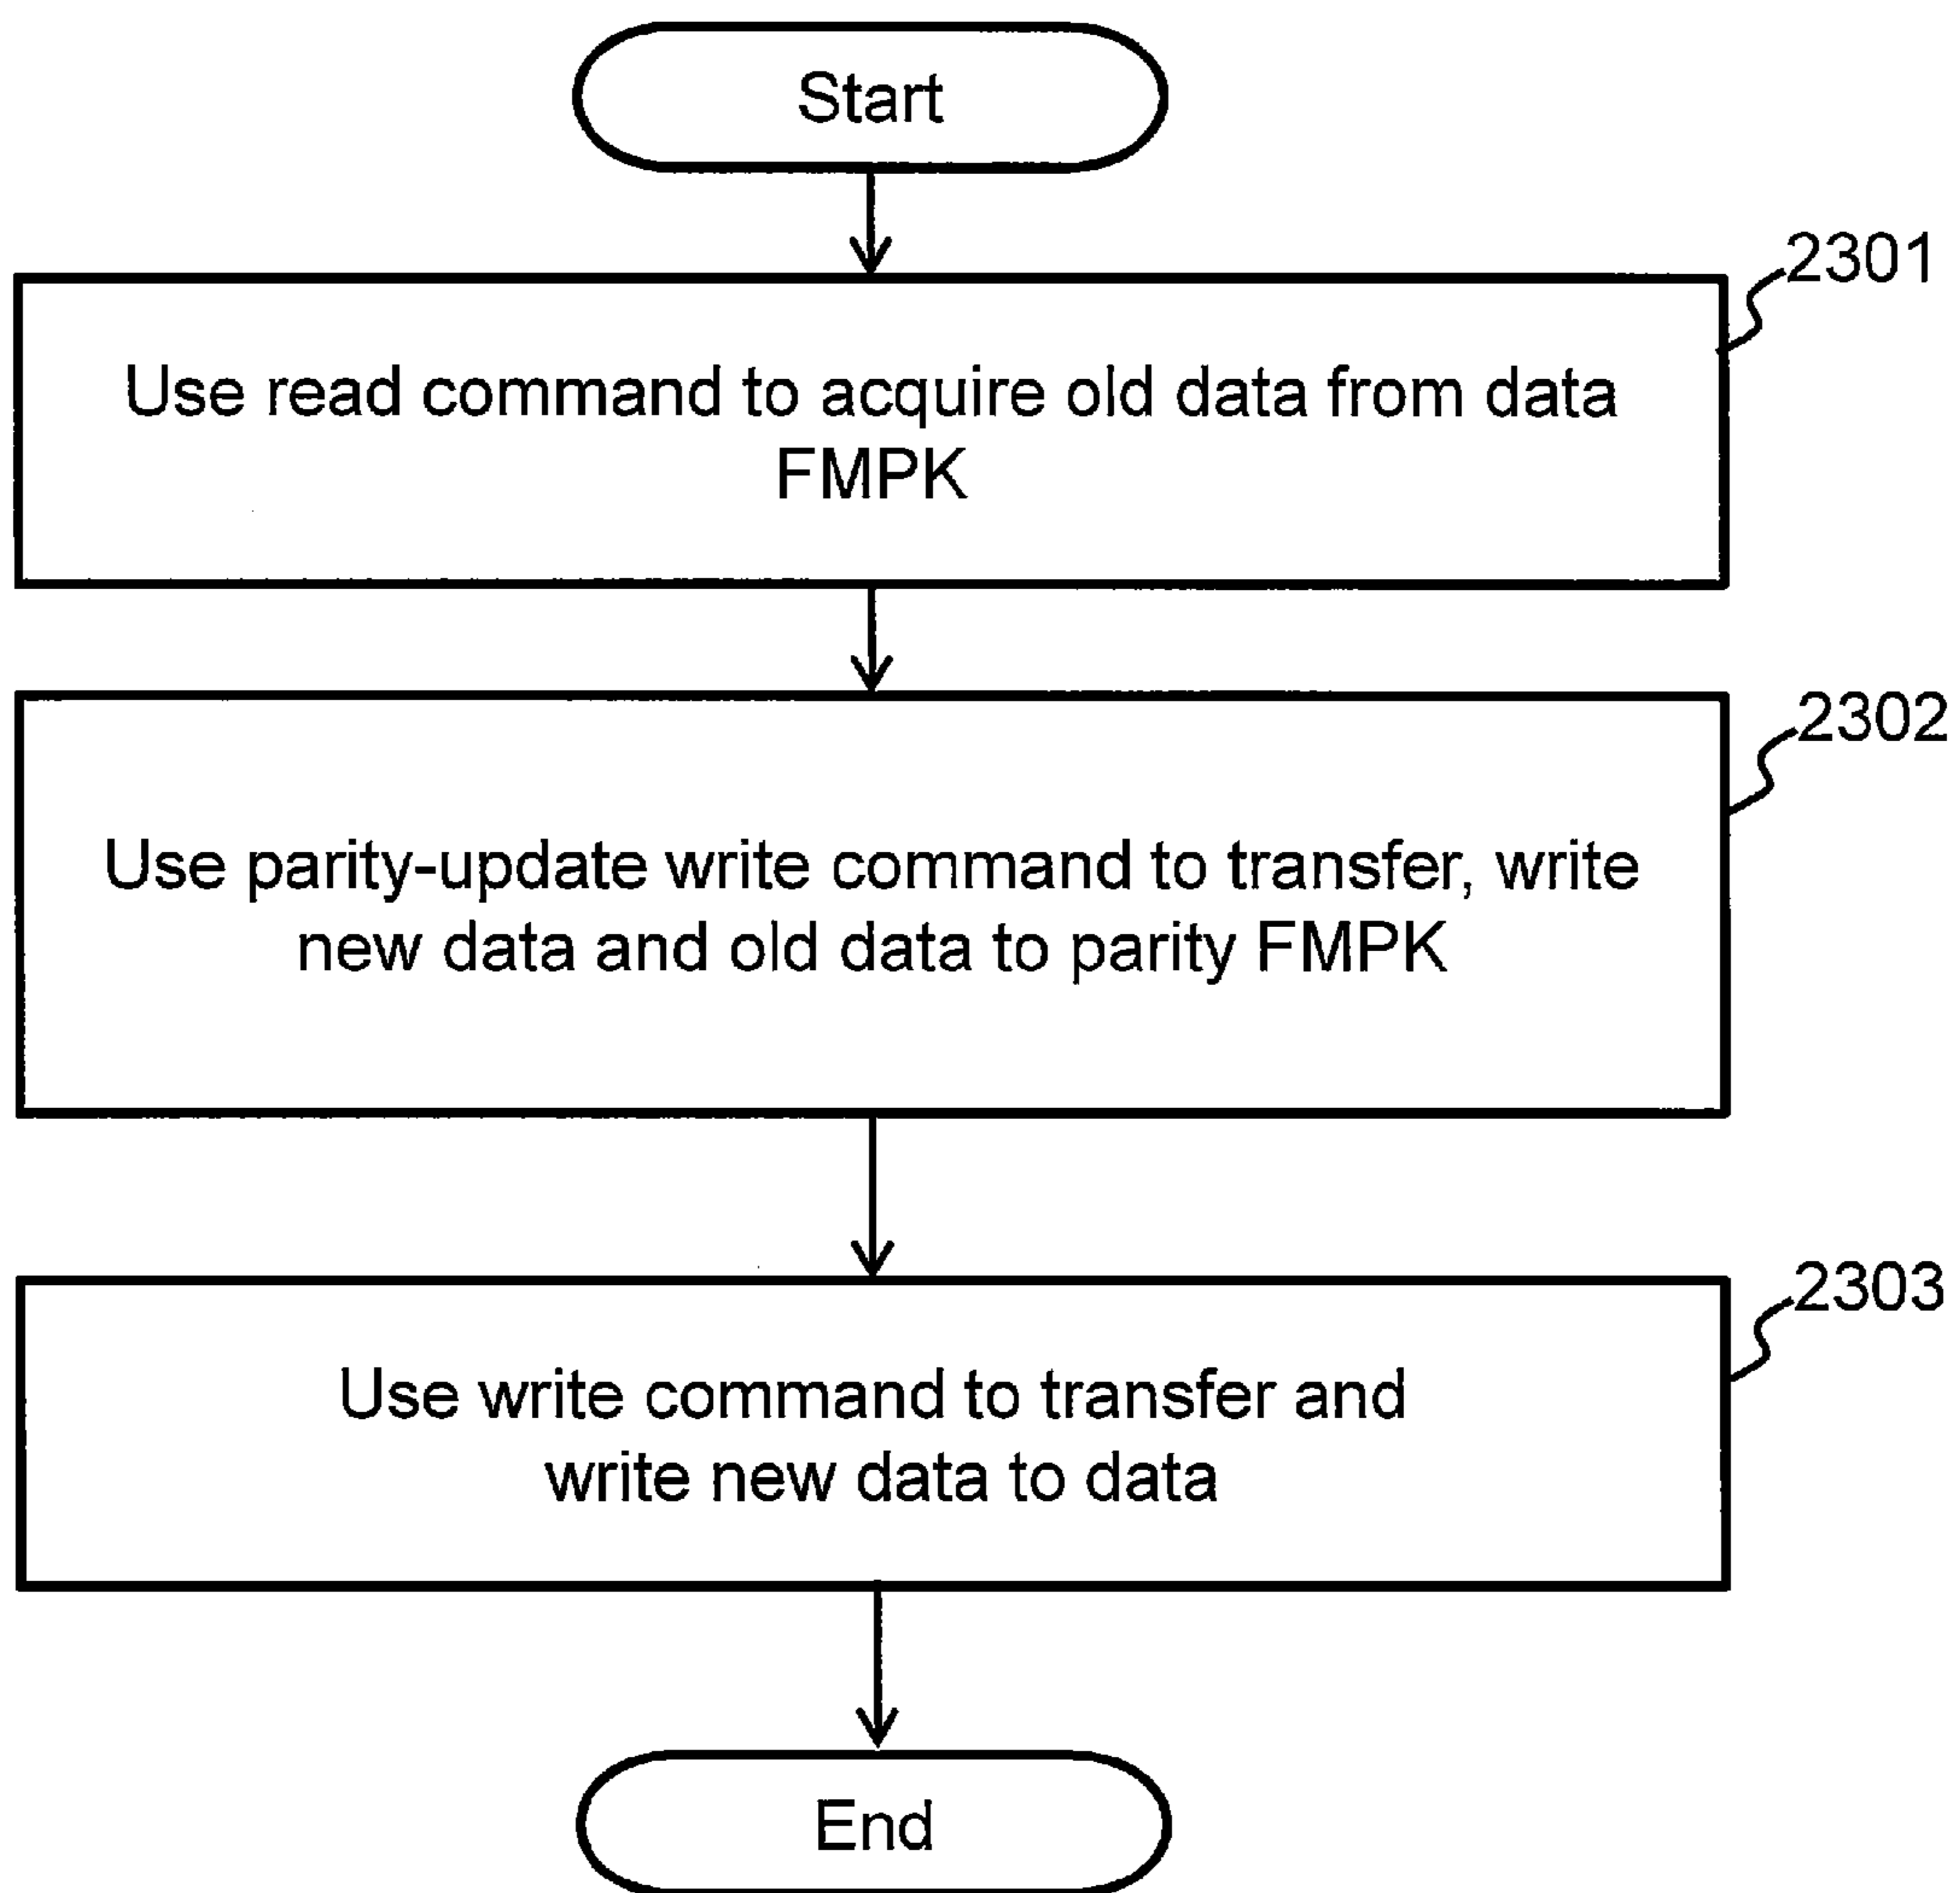 Start
2301
Use read command to acquire old data from data
FMPK
2302
Use parity-update write command to transfer, write
new data and old data to parity FMPK
2303
Use write command to transfer and
write new data to data
End